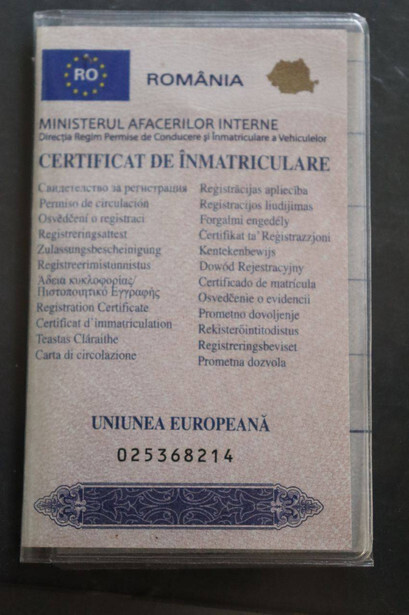 RO
ROMÂNIA
MINISTERUL AFACERILOR INTERNE
Direcția Regim Permise de Conducere și Înmatriculare a Vehiculelor
CERTIFICAT DE ÎNMATRICULARE
Свидетелство за регистрация
Permiso de circulación
Osvědčení o registraci
Registreringsattest
Zulassungsbescheinigung
Registreerimistunnistus
Άδεια κυκλοφορίας/
Πιστοποιητικό Εγγραφής
Registration Certificate
Certificat d'immatriculation
Teastas Cláraithe
Carta di circolazione
Registrācijas apliecība
Registracijos liudijimas
Forgalmi engedély
Certifikat ta' Reġistrazzjoni
Kentekenbewijs
Dowód Rejestracyjny
Certificado de matrícula
Osvedčenie o evidencii
Prometno dovoljenje
Rekisteröintitodistus
Registreringsbeviset
Prometna dozvola
UNIUNEA EUROPEANĂ
025368214